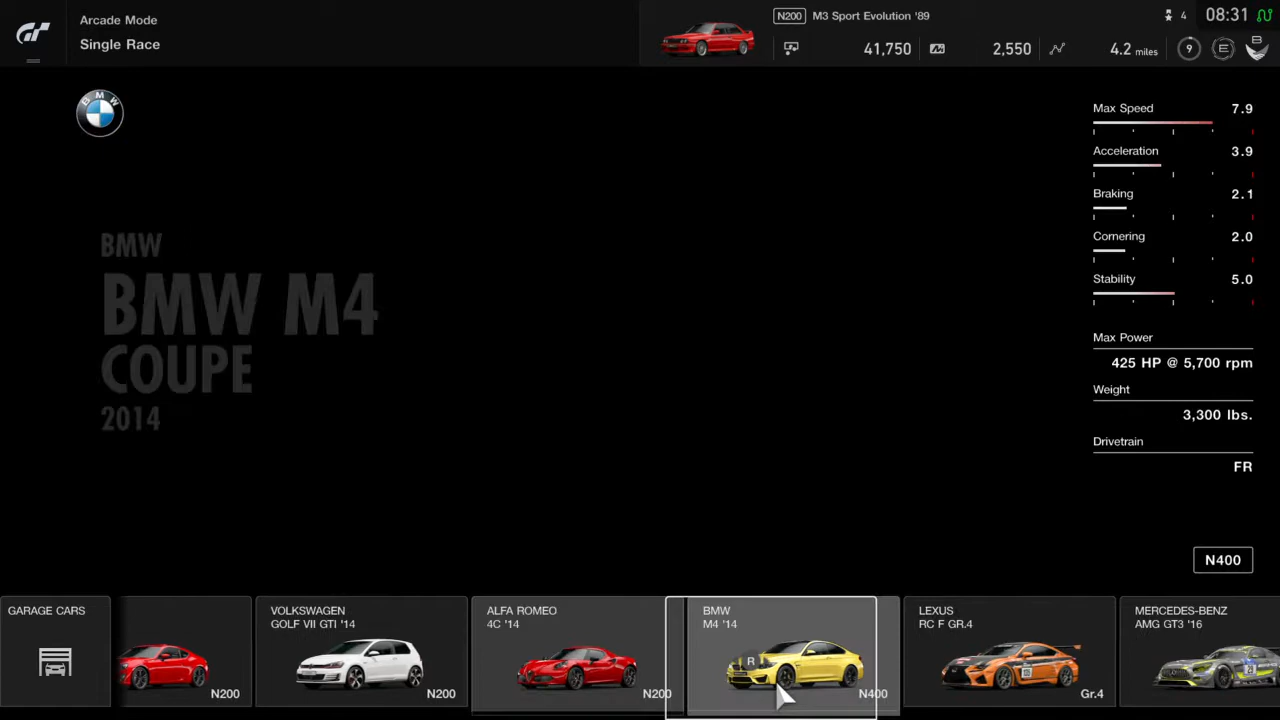 Arcade Mode
Single Race
N200 M3 Sport Evolution '89
41,750 2,550 4.2 miles 9 E B
4 08:31
BMW
BMW
BMW M4
COUPE
2014
Max Speed 7.9
Acceleration 3.9
Braking 2.1
Cornering 2.0
Stability 5.0
Max Power
425 HP @ 5,700 rpm
Weight
3,300 lbs.
Drivetrain
FR
N400
GARAGE CARS
N200
VOLKSWAGEN
GOLF VII GTI '14
N200
ALFA ROMEO
4C '14
N200
BMW
M4 '14
R
N400
LEXUS
RC F GR.4
Gr.4
MERCEDES-BENZ
AMG GT3 '16